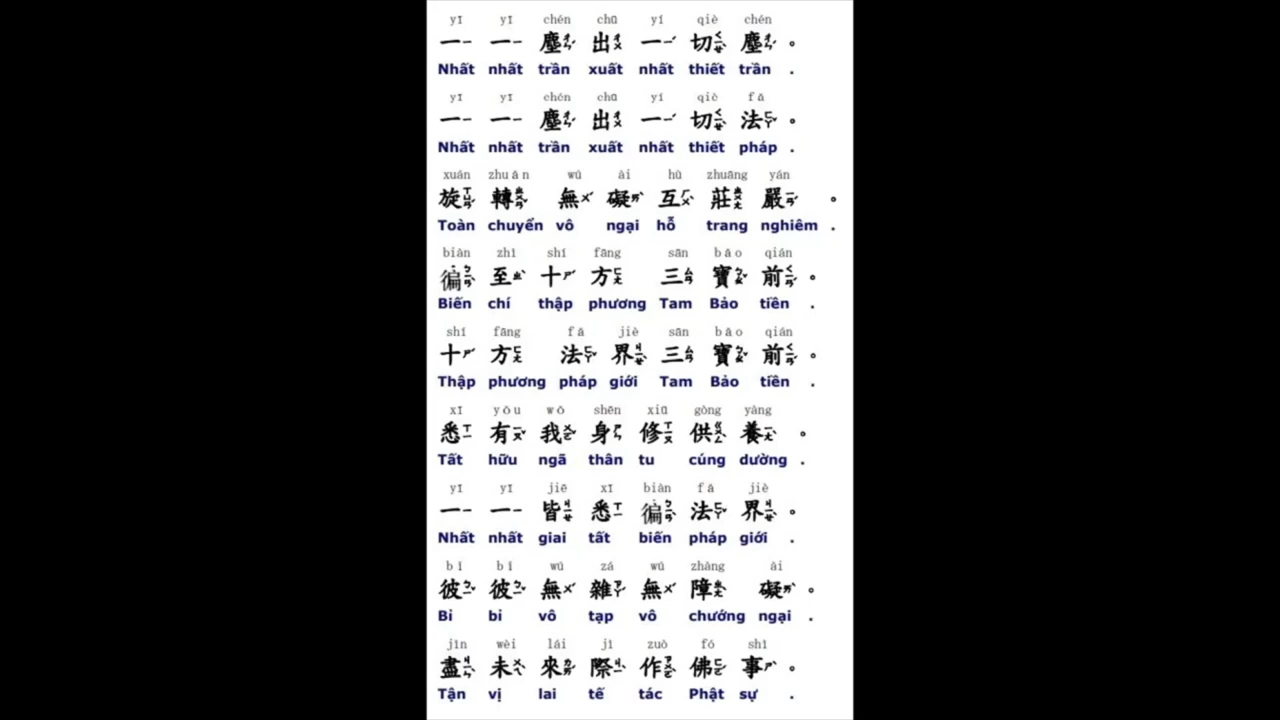 yī yī chén chū yí qiè chén
一一塵出一切塵。
Nhất nhất trần xuất nhất thiết trần .
yī yī chén chū yí qiè fǎ
一一塵出一切法。
Nhất nhất trần xuất nhất thiết pháp .
xuán zhuǎn wú ài hù zhuāng yán
旋轉無礙互莊嚴。
Toàn chuyển vô ngại hỗ trang nghiêm .
biàn zhì shí fāng sān bǎo qián
徧至十方三寶前。
Biến chí thập phương Tam Bảo tiền .
shí fāng fǎ jiè sān bǎo qián
十方法界三寶前。
Thập phương pháp giới Tam Bảo tiền .
xī yǒu wǒ shēn xiū gòng yàng
悉有我身修供養。
Tất hữu ngã thân tu cúng dường .
yī yī jiē xī biàn fǎ jiè
一一皆悉徧法界。
Nhất nhất giai tất biến pháp giới .
bǐ bǐ wú zá wú zhàng ài
彼彼無雜無障礙。
Bỉ bỉ vô tạp vô chướng ngại .
jìn wèi lái jì zuò fó shì
盡未來際作佛事。
Tận vị lai tế tác Phật sự .